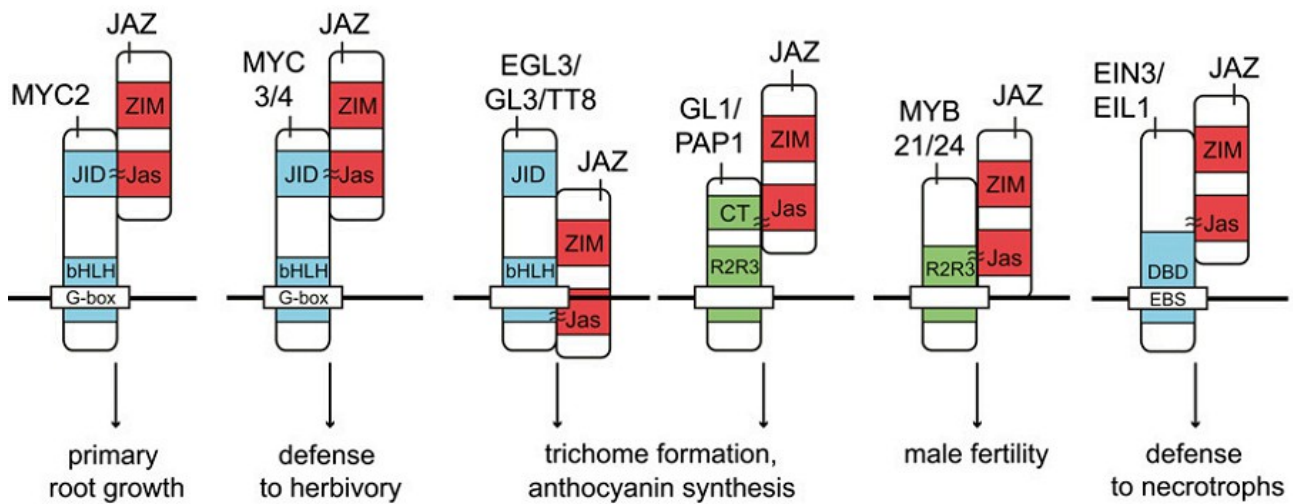 JAZ
MYC2
ZIM
JID
Jas
bHLH
G-box
primary
root growth
JAZ
MYC
3/4
ZIM
JID
Jas
bHLH
G-box
defense
to herbivory
EGL3/
GL3/TT8
JAZ
JID
ZIM
bHLH
Jas
JAZ
GL1/
PAP1
ZIM
CT
Jas
R2R3
trichome formation,
anthocyanin synthesis
JAZ
MYB
21/24
ZIM
R2R3
Jas
male fertility
EIN3/
EIL1
JAZ
ZIM
Jas
DBD
EBS
defense
to necrotrophs